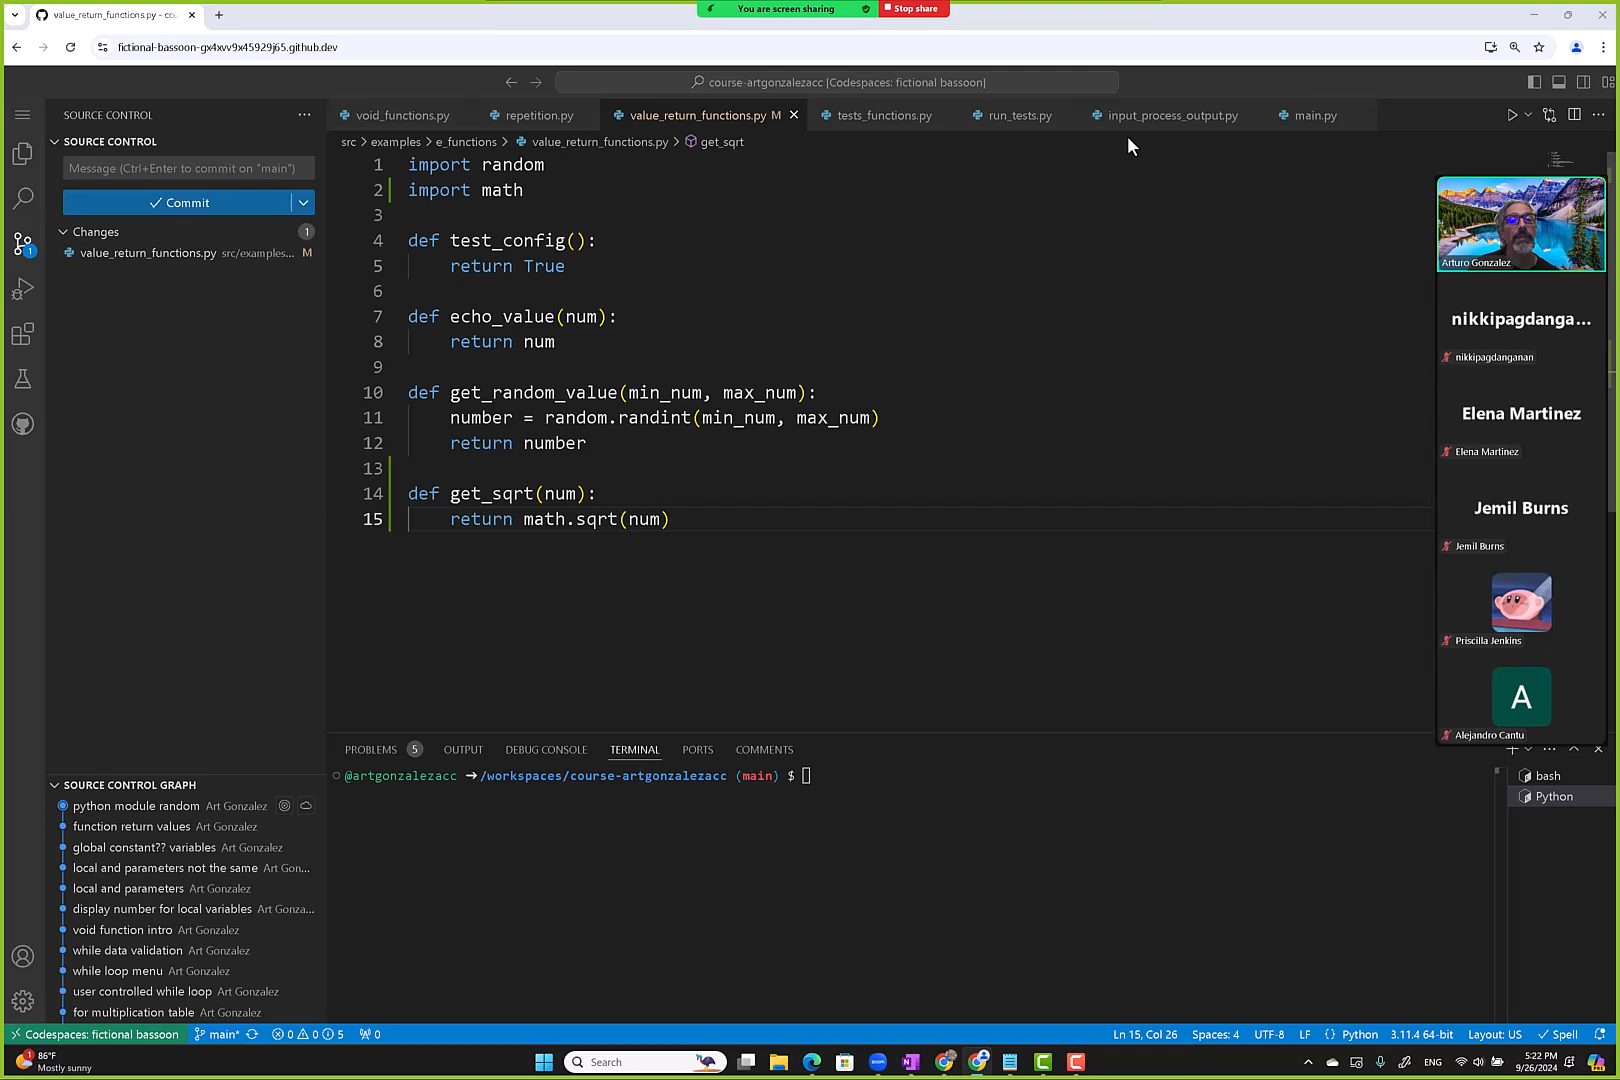 value_return_functions.py - co...
You are screen sharing
Stop share
fictional-bassoon-gx4xvv9x45929j65.github.dev
course-artgonzalezacc [Codespaces: fictional bassoon]
SOURCE CONTROL
void_functions.py
repetition.py
value_return_functions.py M
tests_functions.py
run_tests.py
input_process_output.py
main.py
SOURCE CONTROL
src > examples > e_functions > value_return_functions.py > get_sqrt
Message (Ctrl+Enter to commit on "main")
Commit
Changes 1
value_return_functions.py src/examples... M
1
1 import random
2 import math
3
4 def test_config():
5 return True
6
7 def echo_value(num):
8 return num
9
10 def get_random_value(min_num, max_num):
11 number = random.randint(min_num, max_num)
12 return number
13
14 def get_sqrt(num):
15 return math.sqrt(num)
Arturo Gonzalez
nikkipagdanga...
nikkipagdanganan
Elena Martinez
Elena Martinez
Jemil Burns
Jemil Burns
Priscilla Jenkins
A
Alejandro Cantu
PROBLEMS 5 OUTPUT DEBUG CONSOLE TERMINAL PORTS COMMENTS
@artgonzalezacc ➜/workspaces/course-artgonzalezacc (main) $
bash
Python
SOURCE CONTROL GRAPH
python module random Art Gonzalez
function return values Art Gonzalez
global constant?? variables Art Gonzalez
local and parameters not the same Art Gon...
local and parameters Art Gonzalez
display number for local variables Art Gonza...
void function intro Art Gonzalez
while data validation Art Gonzalez
while loop menu Art Gonzalez
user controlled while loop Art Gonzalez
for multiplication table Art Gonzalez
Codespaces: fictional bassoon main* 0 0 5 0 Ln 15, Col 26 Spaces: 4 UTF-8 LF {} Python 3.11.4 64-bit Layout: US Spell
1
86°F
Mostly sunny
Search
ENG
5:22 PM
9/26/2024